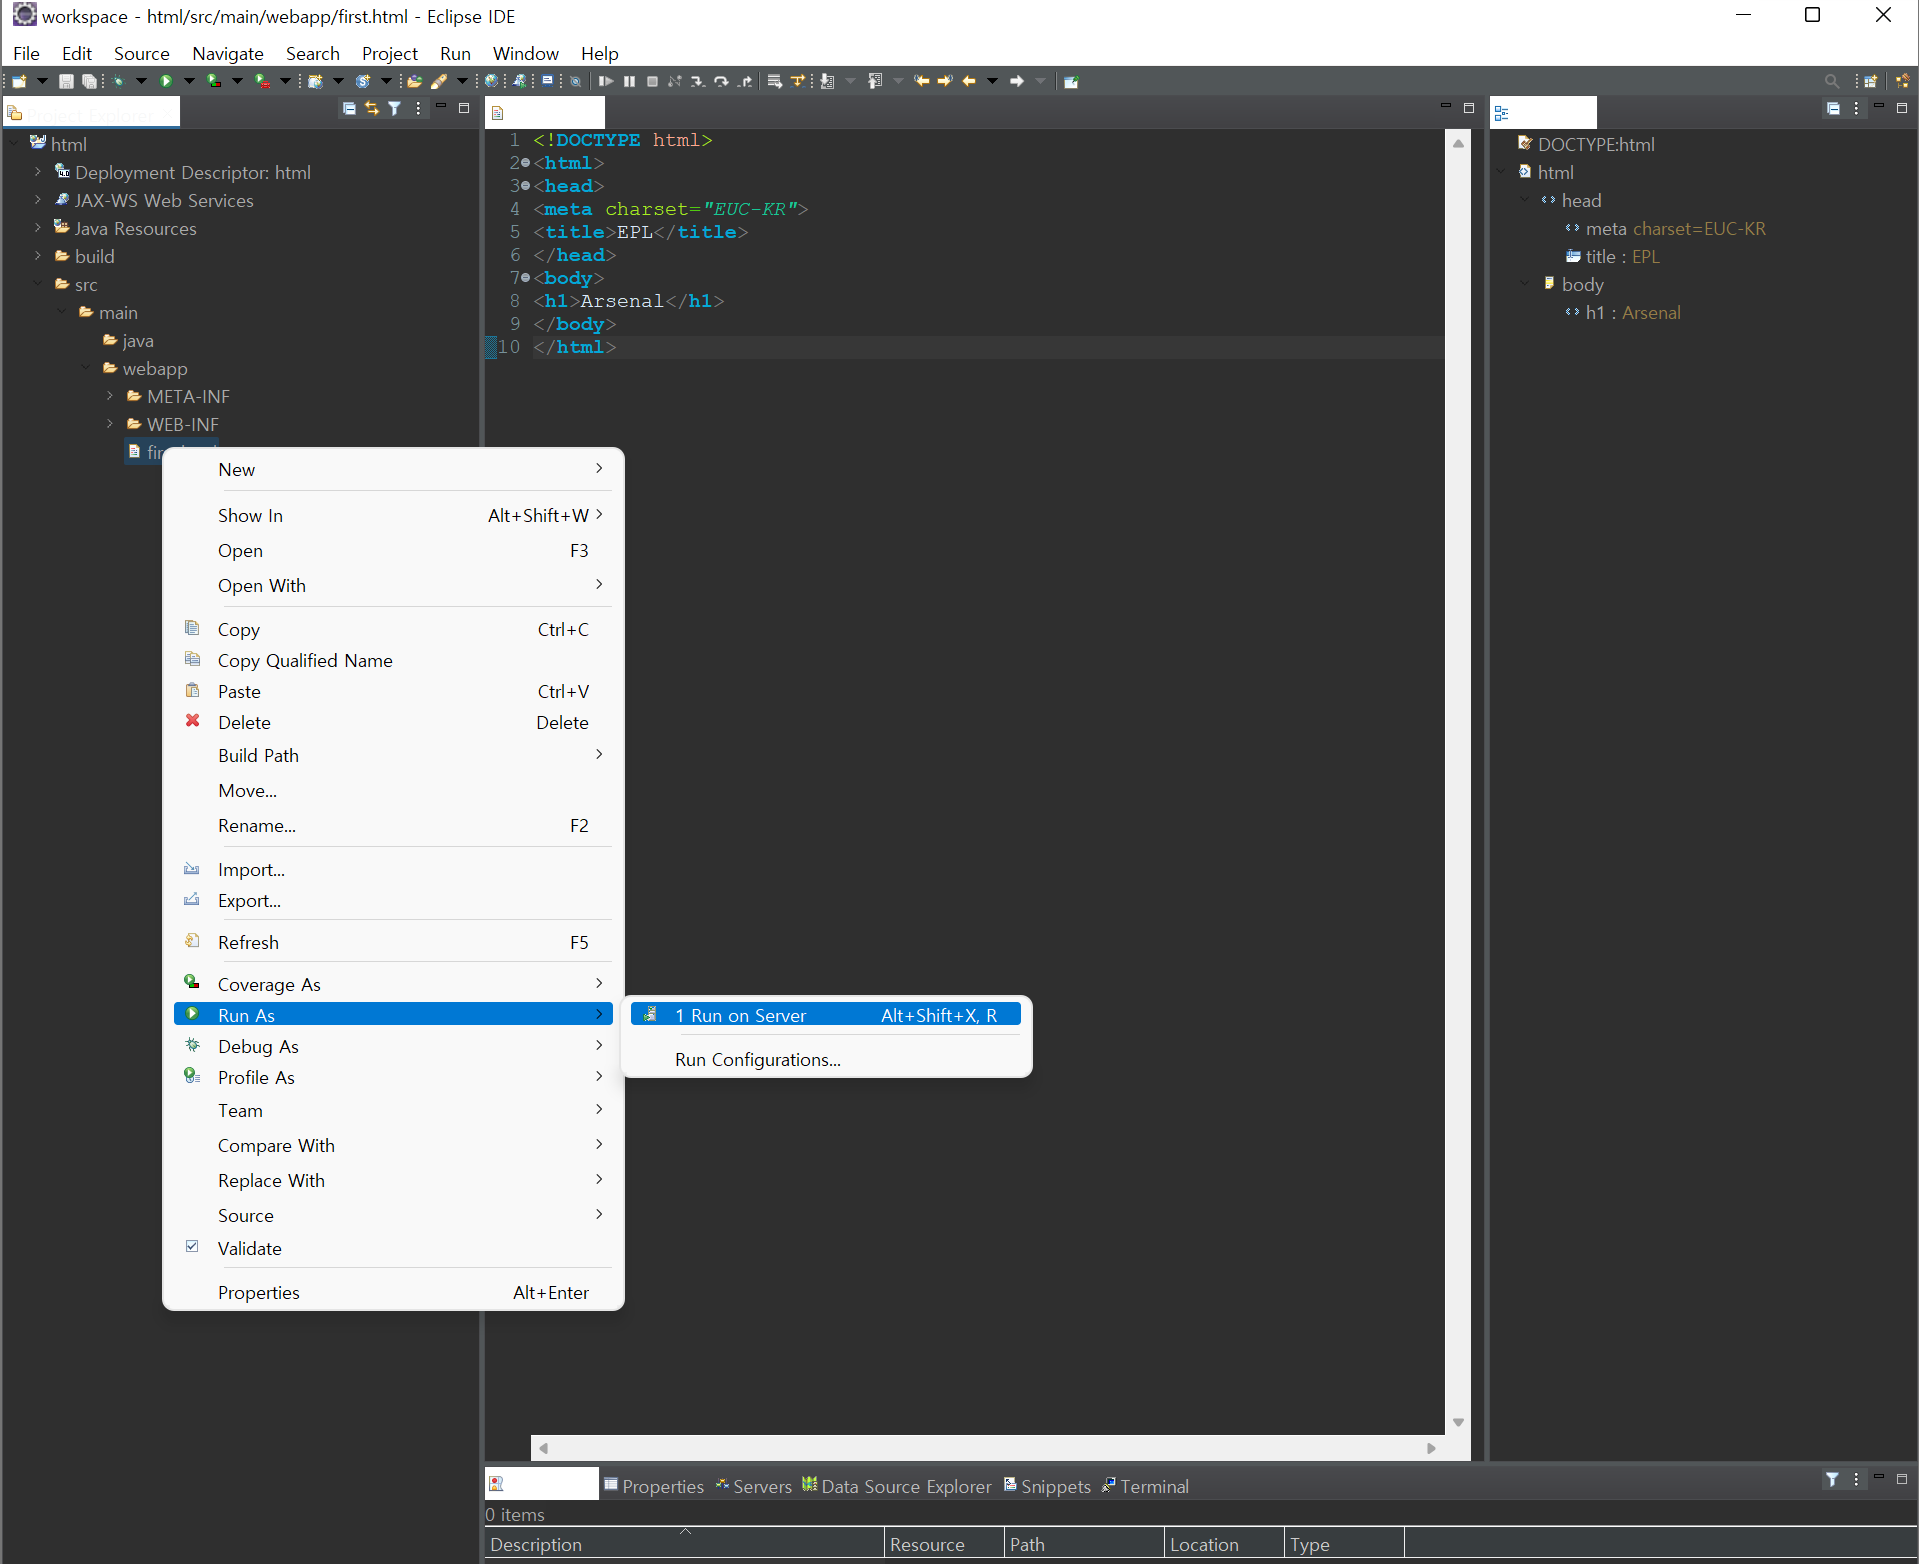 workspace - html/src/main/webapp/first.html - Eclipse IDE
File Edit Source Navigate Search Project Run Window Help
Project Explorer
html
Deployment Descriptor: html
JAX-WS Web Services
Java Resources
build
src
main
java
webapp
META-INF
WEB-INF
1 <!DOCTYPE html>
2 <html>
3 <head>
4 <meta charset="EUC-KR">
5 <title>EPL</title>
6 </head>
7 <body>
8 <h1>Arsenal</h1>
9 </body>
10 </html>
DOCTYPE:html
html
head
meta charset=EUC-KR
title : EPL
body
h1 : Arsenal
New
Show In Alt+Shift+W
Open F3
Open With
Copy Ctrl+C
Copy Qualified Name
Paste Ctrl+V
Delete Delete
Build Path
Move...
Rename... F2
Import...
Export...
Refresh F5
Coverage As
Run As
Debug As
Profile As
Team
Compare With
Replace With
Source
Validate
Properties Alt+Enter
1 Run on Server Alt+Shift+X, R
Run Configurations...
Properties Servers Data Source Explorer Snippets Terminal
0 items
Description Resource Path Location Type